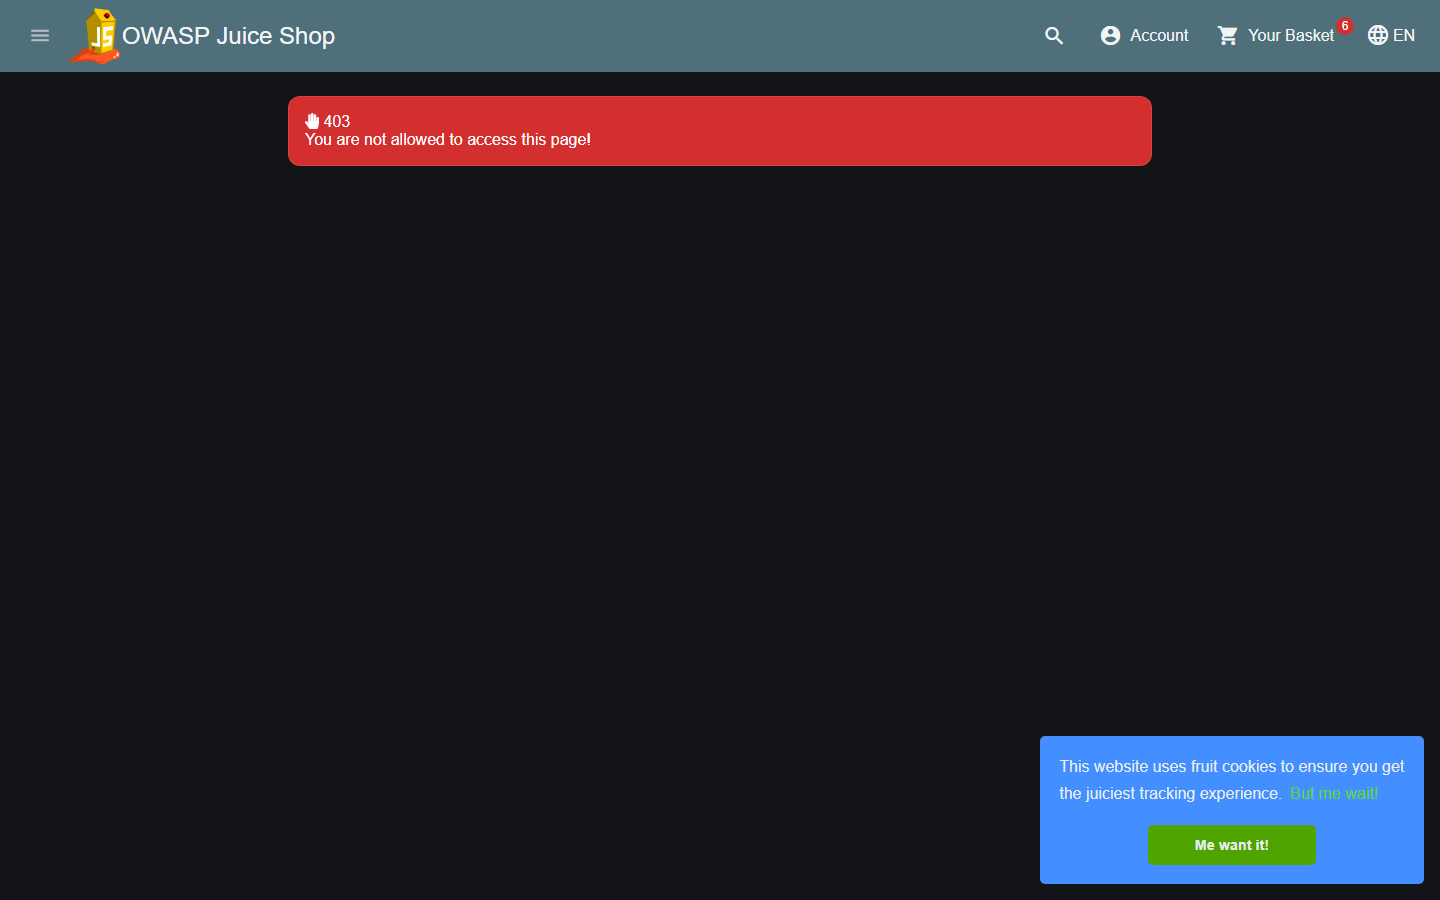 JS
OWASP Juice Shop
Account
Your Basket
6
EN
403
You are not allowed to access this page!
This website uses fruit cookies to ensure you get
the juiciest tracking experience. But me wait!
Me want it!